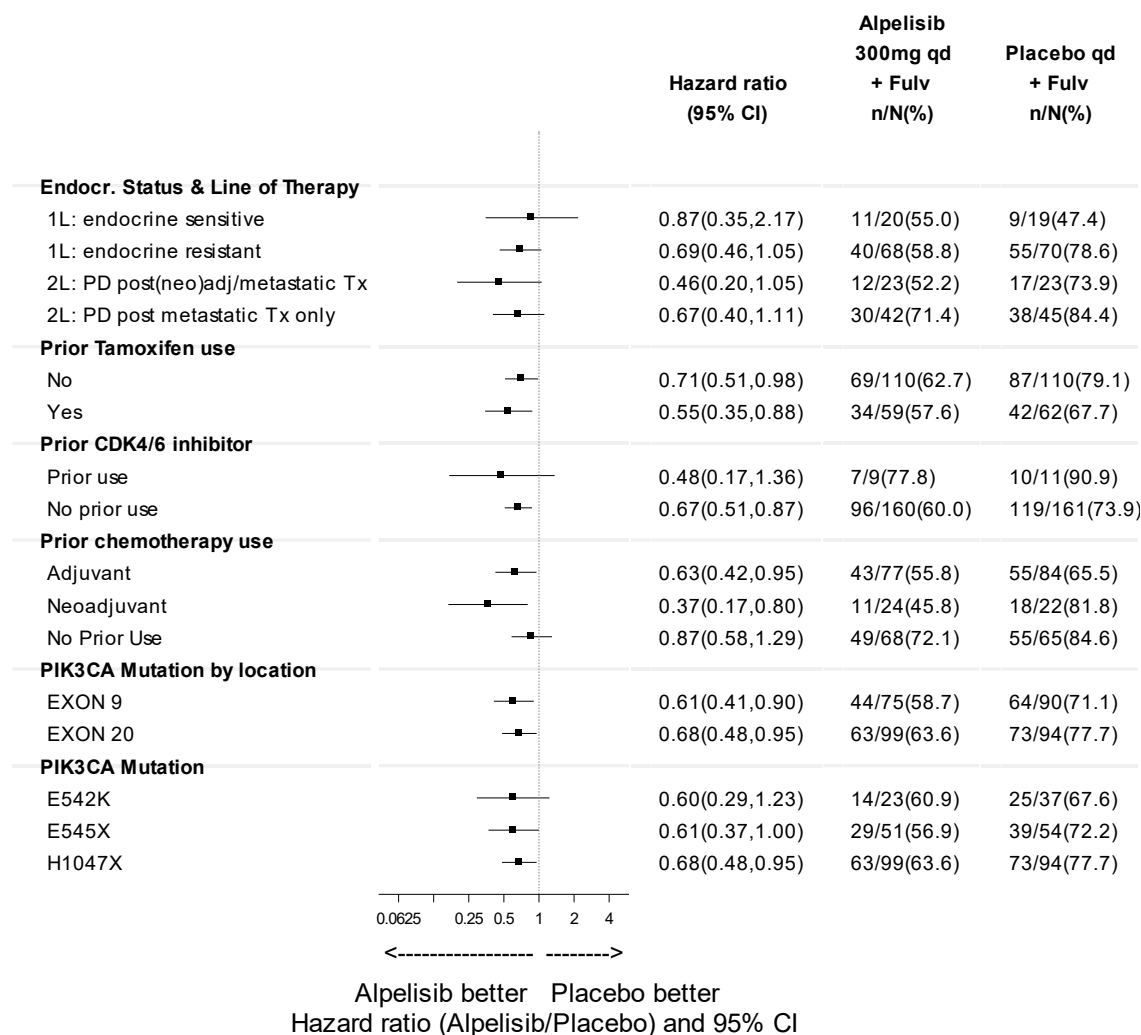 Alpelisib
300mg qd Placebo qd
+ Fulv + Fulv
Hazard ratio
(95% CI) n/N(%) n/N(%)
Endocr. Status & Line of Therapy
1L: endocrine sensitive 0.87(0.35,2.17) 11/20(55.0) 9/19(47.4)
1L: endocrine resistant 0.69(0.46,1.05) 40/68(58.8) 55/70(78.6)
2L: PD post(neo)adj/metastatic Tx 0.46(0.20,1.05) 12/23(52.2) 17/23(73.9)
2L: PD post metastatic Tx only 0.67(0.40,1.11) 30/42(71.4) 38/45(84.4)
Prior Tamoxifen use
No 0.71(0.51,0.98) 69/110(62.7) 87/110(79.1)
Yes 0.55(0.35,0.88) 34/59(57.6) 42/62(67.7)
Prior CDK4/6 inhibitor
Prior use 0.48(0.17,1.36) 7/9(77.8) 10/11(90.9)
No prior use 0.67(0.51,0.87) 96/160(60.0) 119/161(73.9)
Prior chemotherapy use
Adjuvant 0.63(0.42,0.95) 43/77(55.8) 55/84(65.5)
Neoadjuvant 0.37(0.17,0.80) 11/24(45.8) 18/22(81.8)
No Prior Use 0.87(0.58,1.29) 49/68(72.1) 55/65(84.6)
PIK3CA Mutation by location
EXON 9 0.61(0.41,0.90) 44/75(58.7) 64/90(71.1)
EXON 20 0.68(0.48,0.95) 63/99(63.6) 73/94(77.7)
PIK3CA Mutation
E542K 0.60(0.29,1.23) 14/23(60.9) 25/37(67.6)
E545X 0.61(0.37,1.00) 29/51(56.9) 39/54(72.2)
H1047X 0.68(0.48,0.95) 63/99(63.6) 73/94(77.7)
0.0625 0.25 0.5 1 2 4
<---------------- -------->
Alpelisib better Placebo better
Hazard ratio (Alpelisib/Placebo) and 95% CI